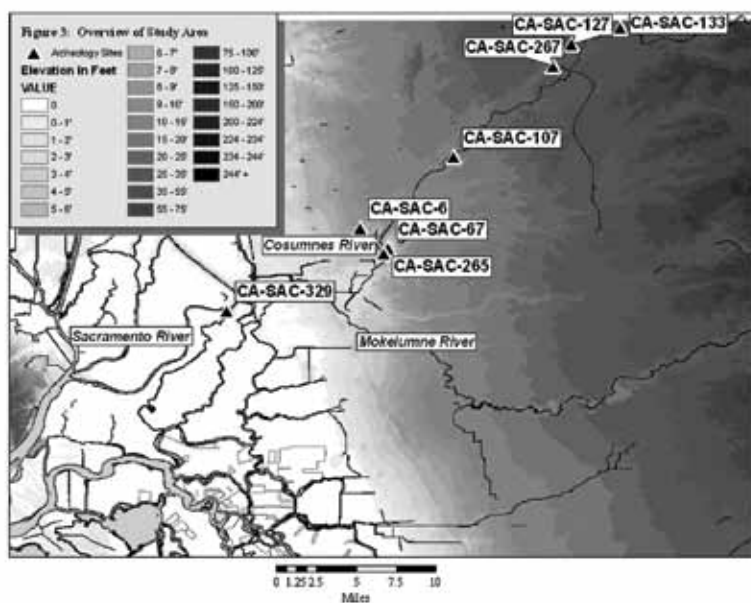 Figure 3: Overview of Study Area
Archeology Sites
Elevation in Feet
VALUE
0
0 - 1'
1 - 2'
2 - 3'
3 - 4'
4 - 5'
5 - 6'
6 - 7'
7 - 8'
8 - 9'
9 - 10'
10 - 15'
15 - 20'
20 - 25'
25 - 35'
35 - 55'
55 - 75'
75 - 100'
100 - 125'
125 - 150'
150 - 200'
200 - 224'
224 - 234'
234 - 244'
244' +
CA-SAC-127
CA-SAC-133
CA-SAC-267
CA-SAC-107
CA-SAC-6
CA-SAC-67
Cosumnes River
CA-SAC-265
CA-SAC-329
Sacramento River
Mokelumne River
0 1.25 2.5 5 7.5 10
Miles